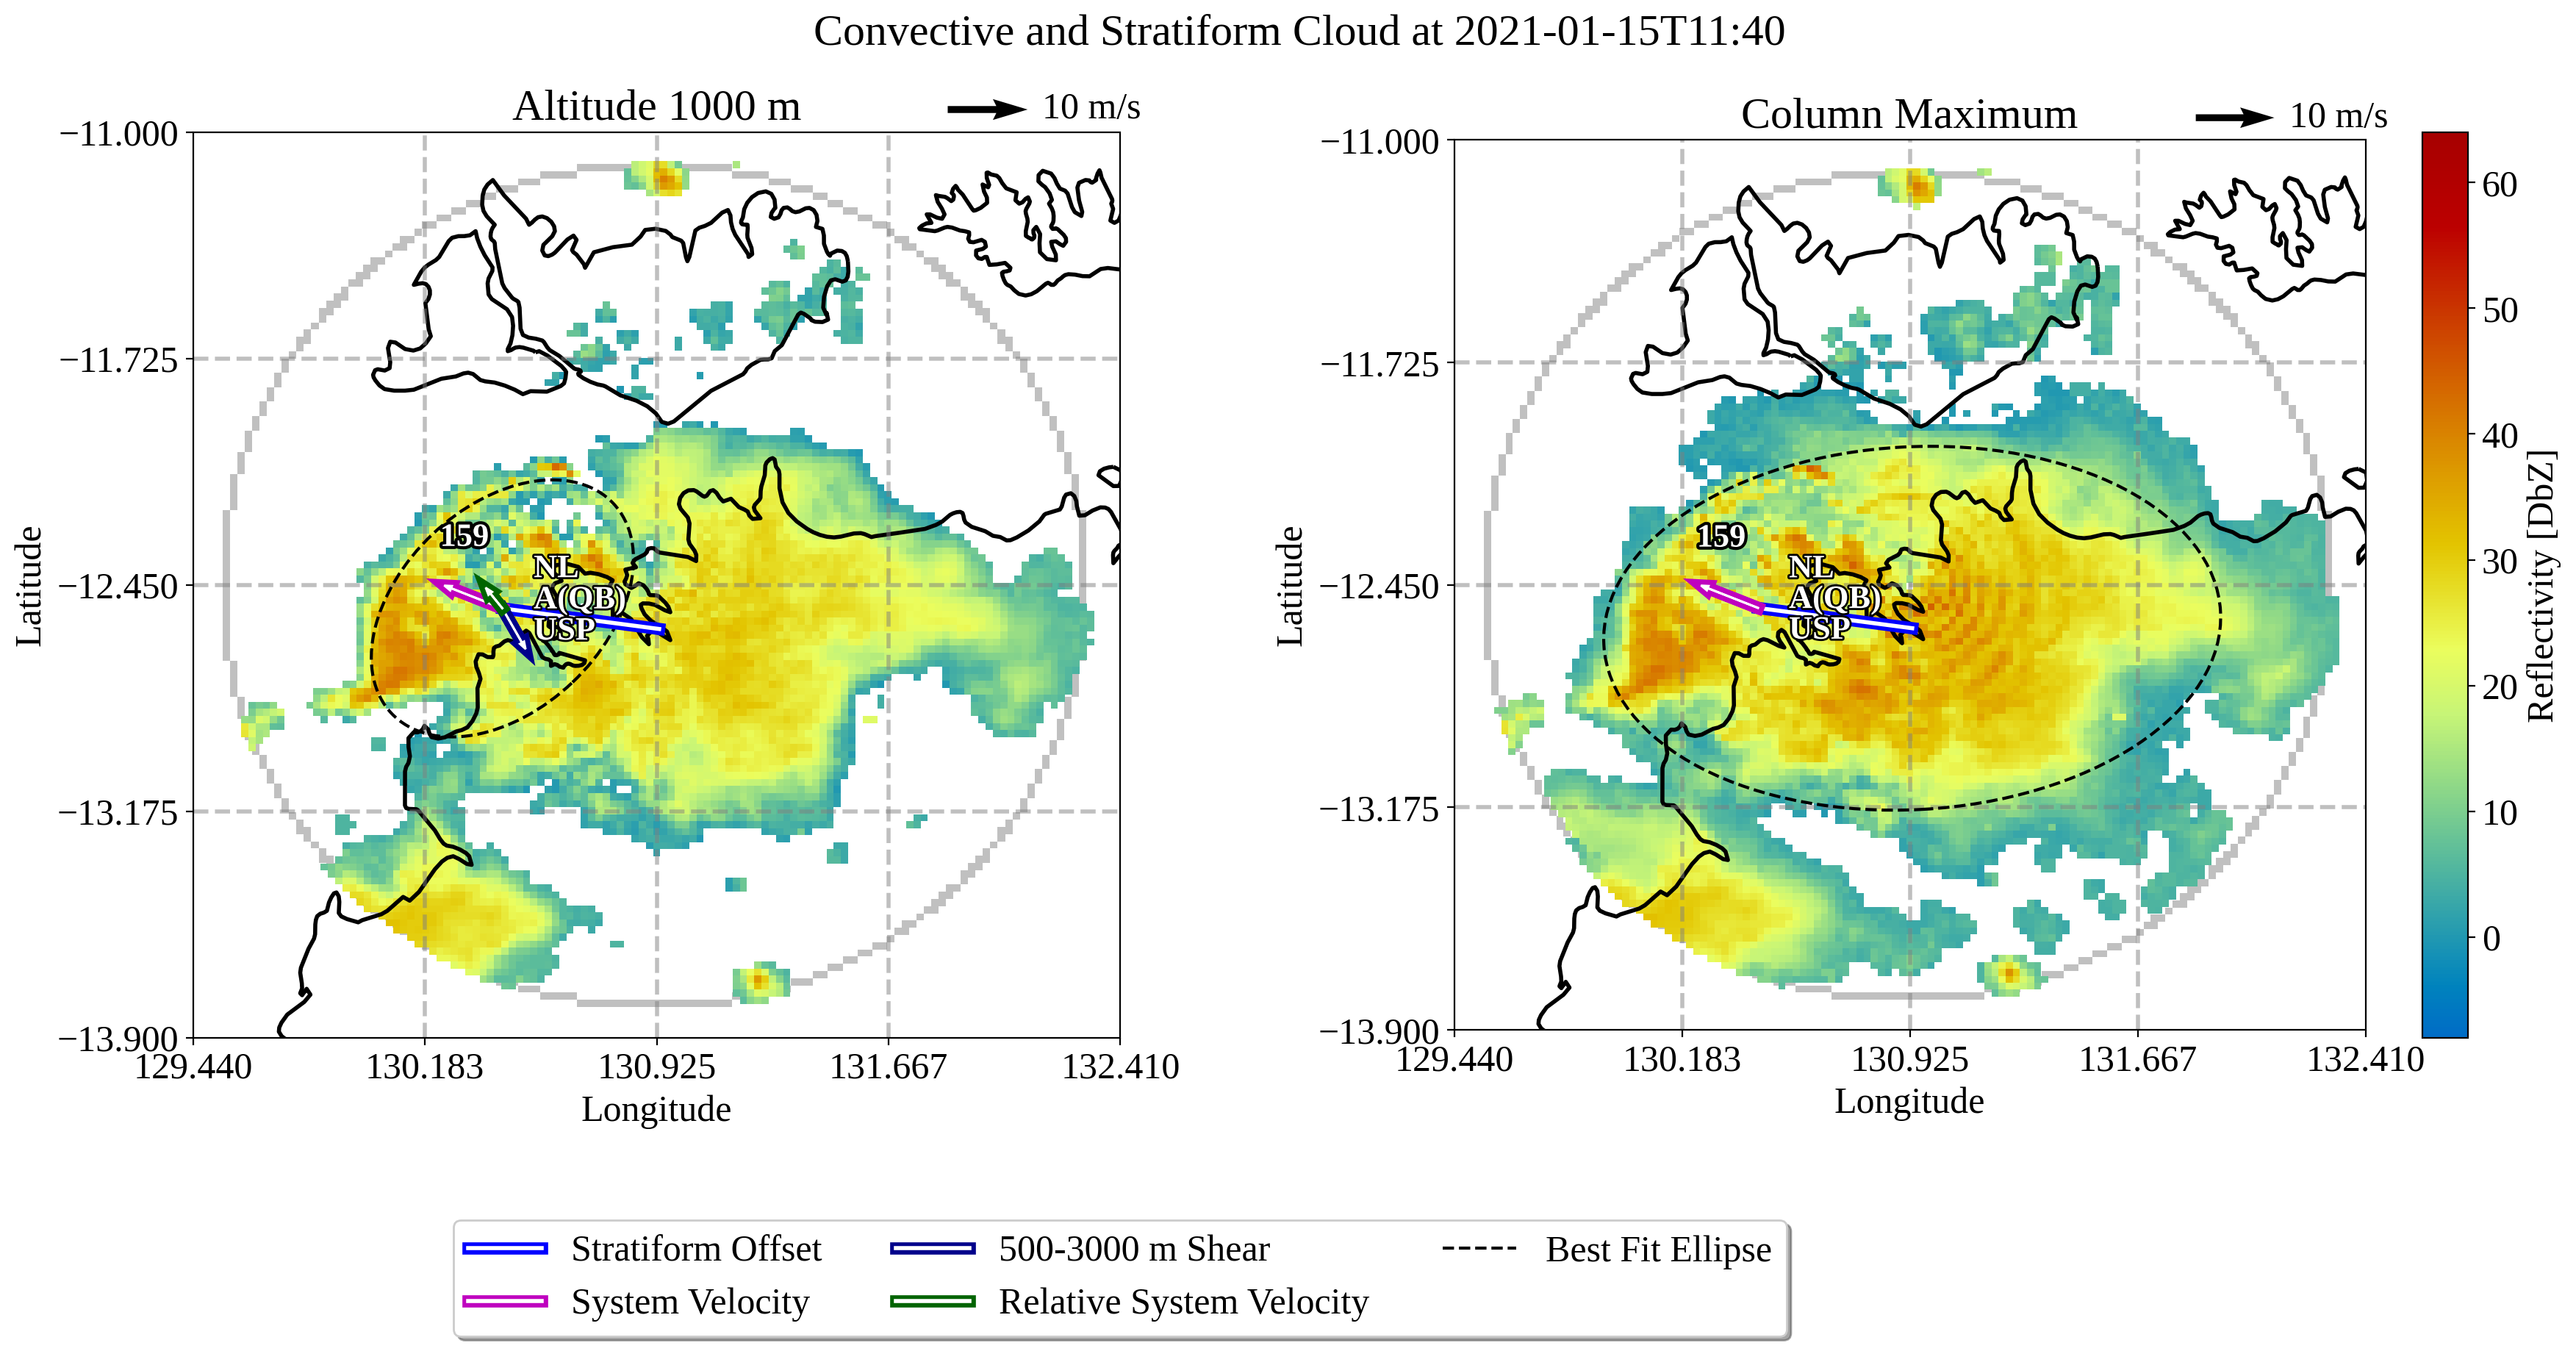 Convective and Stratiform Cloud at 2021-01-15T11:40
Altitude 1000 m
10 m/s
−11.000
−11.725
−12.450
−13.175
−13.900
Latitude
129.440
130.183
130.925
131.667
132.410
Longitude
159
NL
A(QB)
USP
Column Maximum
10 m/s
−11.000
−11.725
−12.450
−13.175
−13.900
Latitude
129.440
130.183
130.925
131.667
132.410
Longitude
159
NL
A(QB)
USP
60
50
40
30
20
10
0
Reflectivity [DbZ]
Stratiform Offset
System Velocity
500-3000 m Shear
Relative System Velocity
Best Fit Ellipse